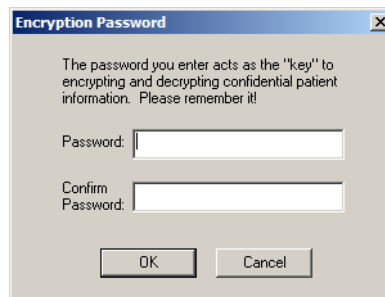 Encryption Password
The password you enter acts as the "key" to
encrypting and decrypting confidential patient
information.  Please remember it!
Password:
Confirm
Password:
OK Cancel